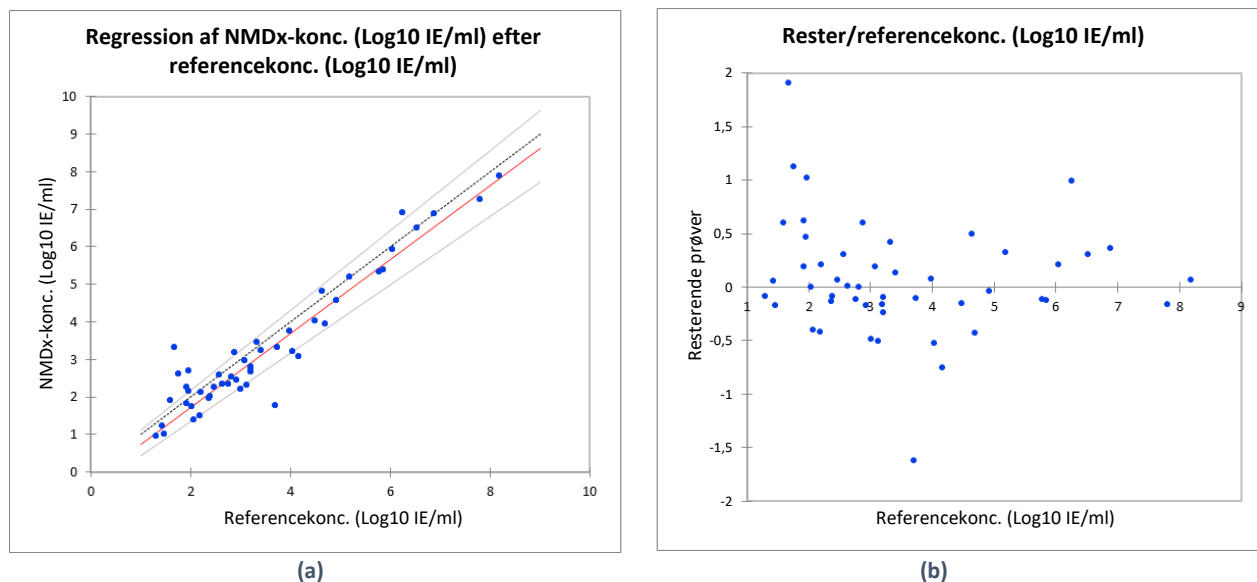 Regression af NMDx-konc. (Log10 IE/ml) efter
referencekonc. (Log10 IE/ml)
NMDx-konc. (Log10 IE/ml)
10
9
8
7
6
5
4
3
2
1
0
0 2 4 6 8 10
Referencekonc. (Log10 IE/ml)
(a)
Rester/referencekonc. (Log10 IE/ml)
Resterende prøver
2
1,5
1
0,5
0
-0,5
-1
-1,5
-2
1 2 3 4 5 6 7 8 9
Referencekonc. (Log10 IE/ml)
(b)